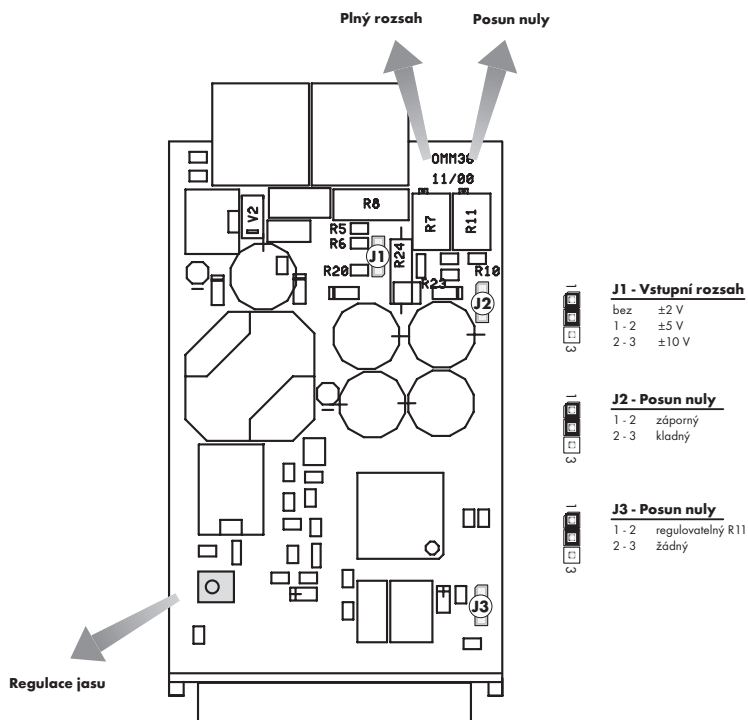 Plný rozsah
Posun nuly
OMM36
11/00
V2
R8
R5
R6
J1
R24
R7
R11
R20
R10
R23
J2
J3
Regulace jasu
1
3
J1 - Vstupní rozsah
bez ±2 V
1 - 2 ±5 V
2 - 3 ±10 V
1
3
J2 - Posun nuly
1 - 2 záporný
2 - 3 kladný
1
3
J3 - Posun nuly
1 - 2 regulovatelný R11
2 - 3 žádný